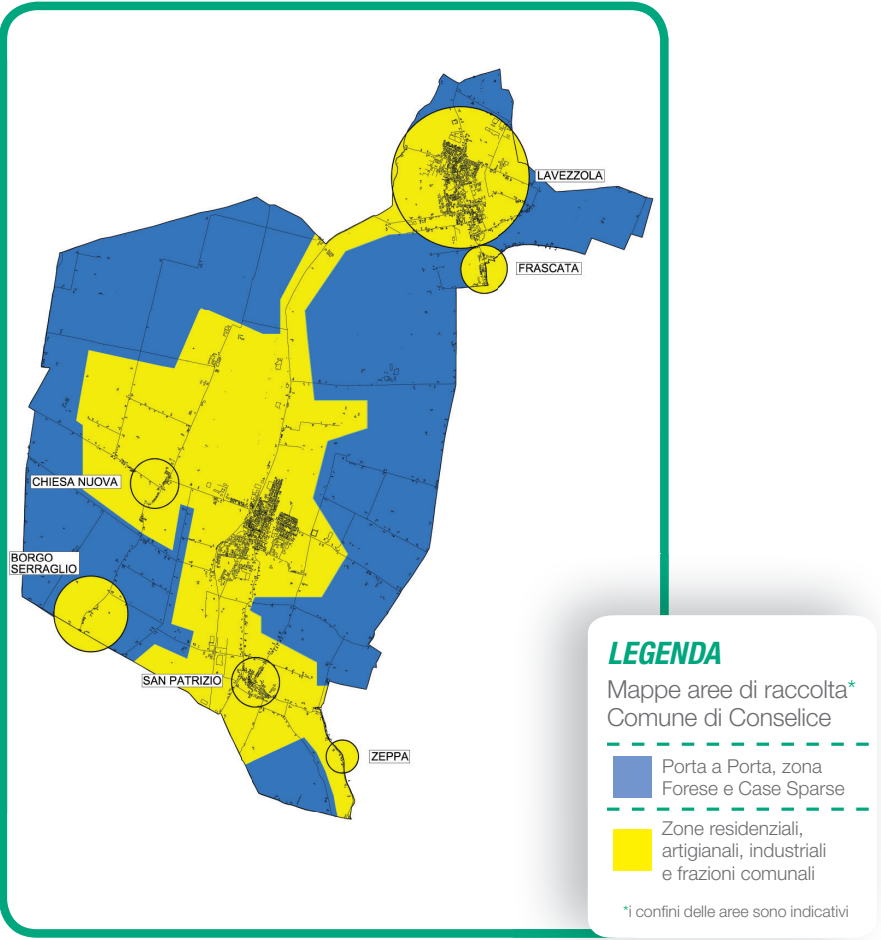 LAVEZZOLA
FRASCATA
CHIESA NUOVA
BORGO
SERRAGLIO
SAN PATRIZIO
ZEPPA
LEGENDA
Mappe aree di raccolta*
Comune di Conselice
Porta a Porta, zona
Forese e Case Sparse
Zone residenziali,
artigianali, industriali
e frazioni comunali
*i confini delle aree sono indicativi